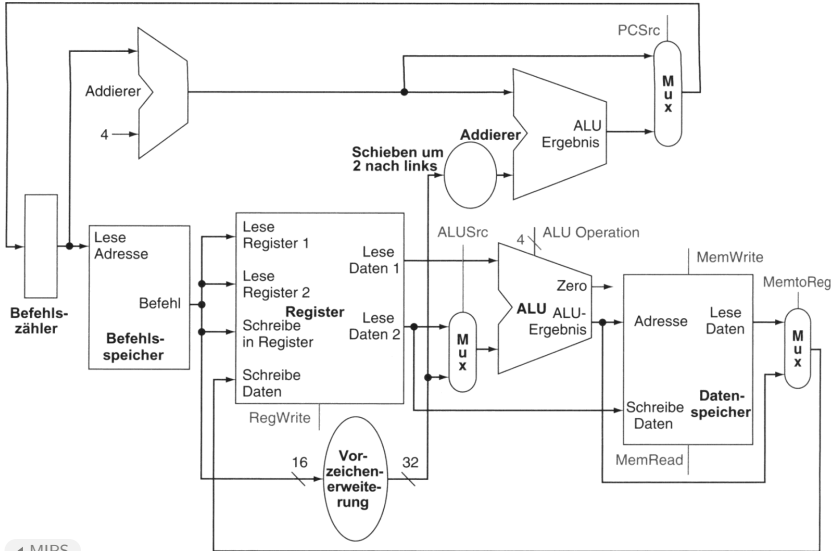 PCSrc
Mux
Addierer
4
Addierer
ALU
Ergebnis
Schieben um
2 nach links
Lese
Adresse
Befehl
Befehls-
speicher
Befehls-
zähler
Lese
Register 1
Lese
Register 2
Schreibe
in Register
Schreibe
Daten
Register
Lese
Daten 1
Lese
Daten 2
RegWrite
ALUSrc
Mux
4
ALU Operation
Zero
ALU
ALU-
Ergebnis
MemWrite
Adresse
Lese
Daten
Schreibe
Daten
Daten-
speicher
MemRead
MemtoReg
Mux
16
Vor-
zeichen-
erweite-
rung
32
MIPS